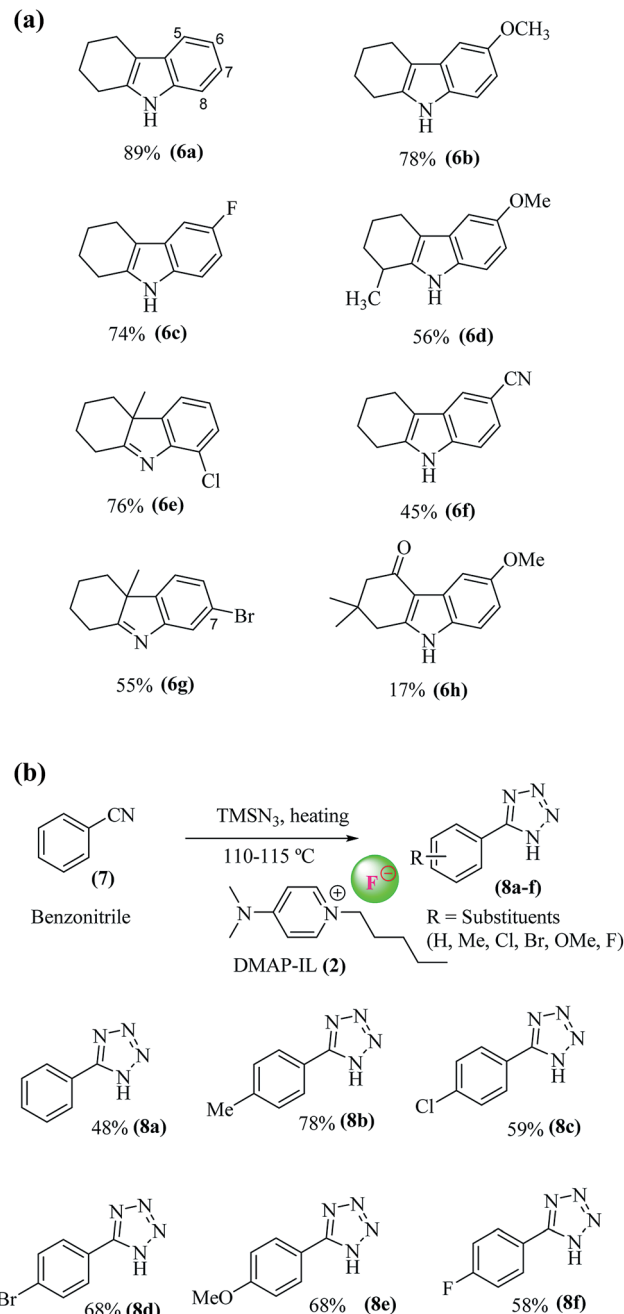 (a)
5
6
7
8
N
H
89% (6a)
OCH3
N
H
78% (6b)
F
N
H
74% (6c)
OMe
H3C
N
H
56% (6d)
N
Cl
76% (6e)
CN
N
H
45% (6f)
Br
7
N
55% (6g)
O
OMe
N
H
17% (6h)
(b)
CN
(7)
Benzonitrile
TMSN3, heating
110-115 ºC
F⊖
N
N⊕
DMAP-IL (2)
N N
N
N
H
R
(8a-f)
R = Substituents
(H, Me, Cl, Br, OMe, F)
N N
N
N
H
48% (8a)
N N
N
N
H
Me
78% (8b)
N N
N
N
H
Cl
59% (8c)
N N
N
N
H
Br
68% (8d)
N N
N
N
H
MeO
68% (8e)
N N
N
N
H
F
58% (8f)